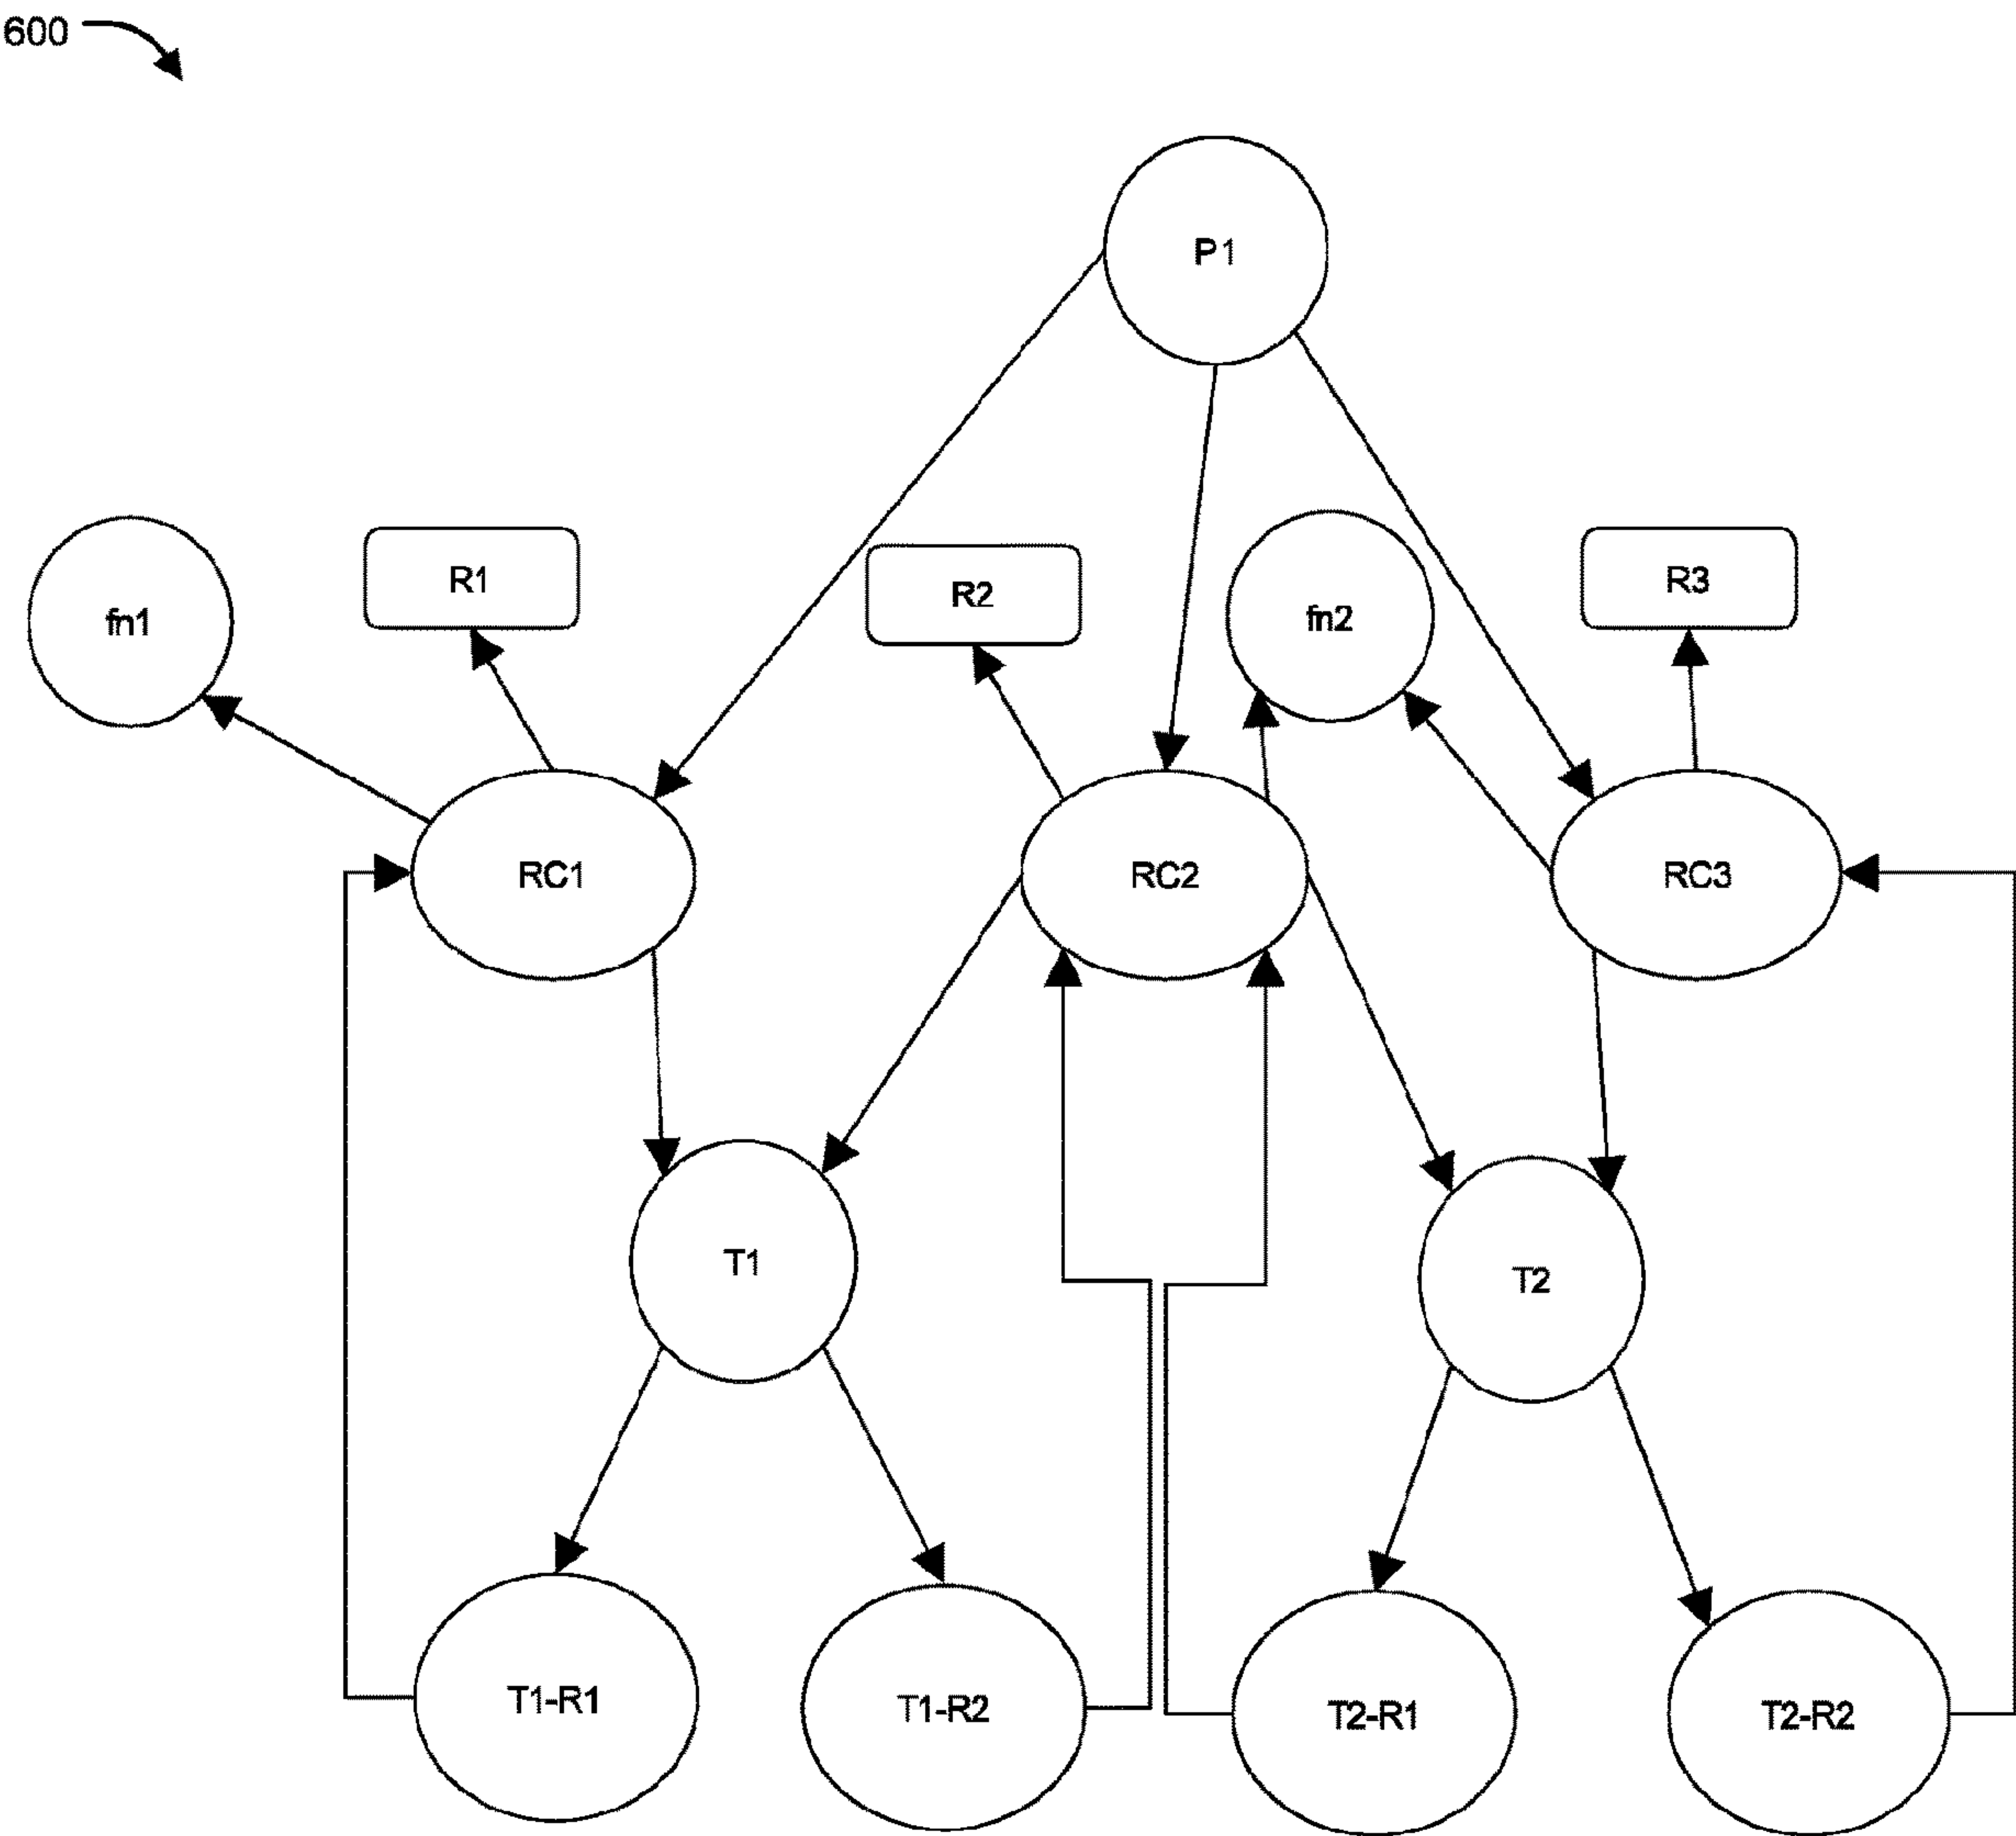 600
P1
fn1
R1
R2
fn2
R3
RC1
RC2
RC3
T1
T2
T1-R1
T1-R2
T2-R1
T2-R2